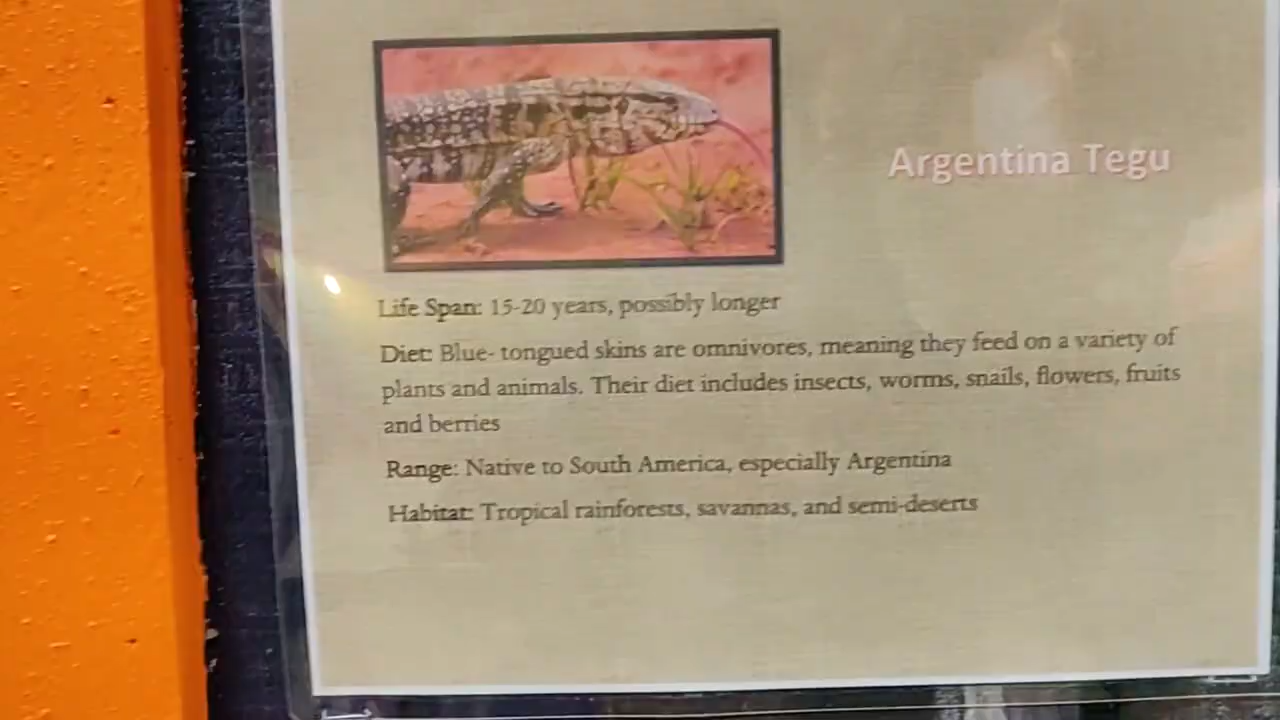 Argentina Tegu
Life Span: 15-20 years, possibly longer
Diet: Blue- tongued skins are omnivores, meaning they feed on a variety of
plants and animals. Their diet includes insects, worms, snails, flowers, fruits
and berries
Range: Native to South America, especially Argentina
Habitat: Tropical rainforests, savannas, and semi-deserts